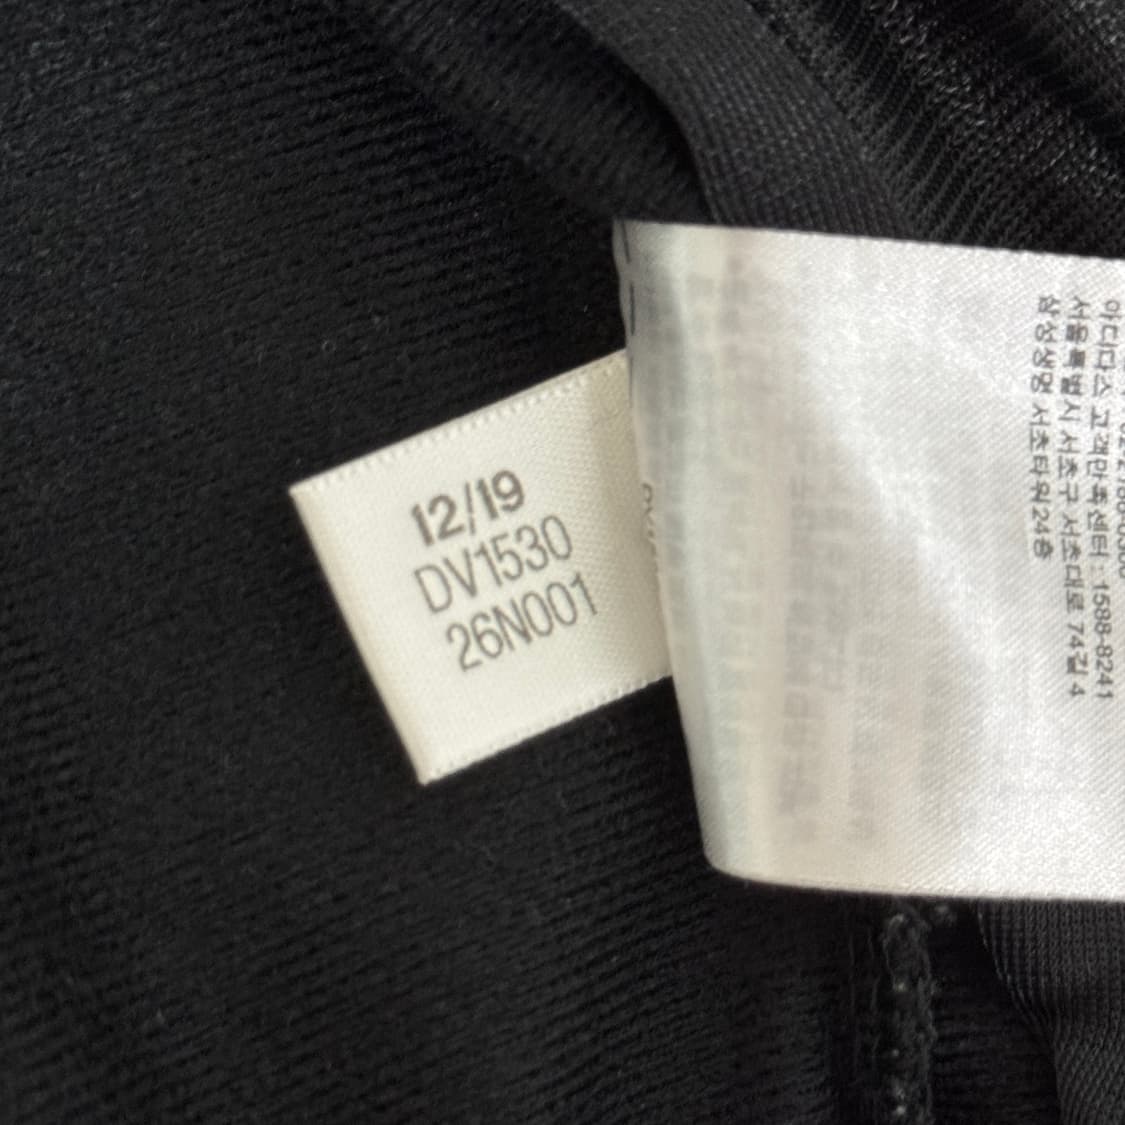 12/19
DV1530
26N001
아디다스 고객만족센터 : 1588-8241
서울특별시 서초구 서초대로 74길 4
삼성생명 서초타워 24층